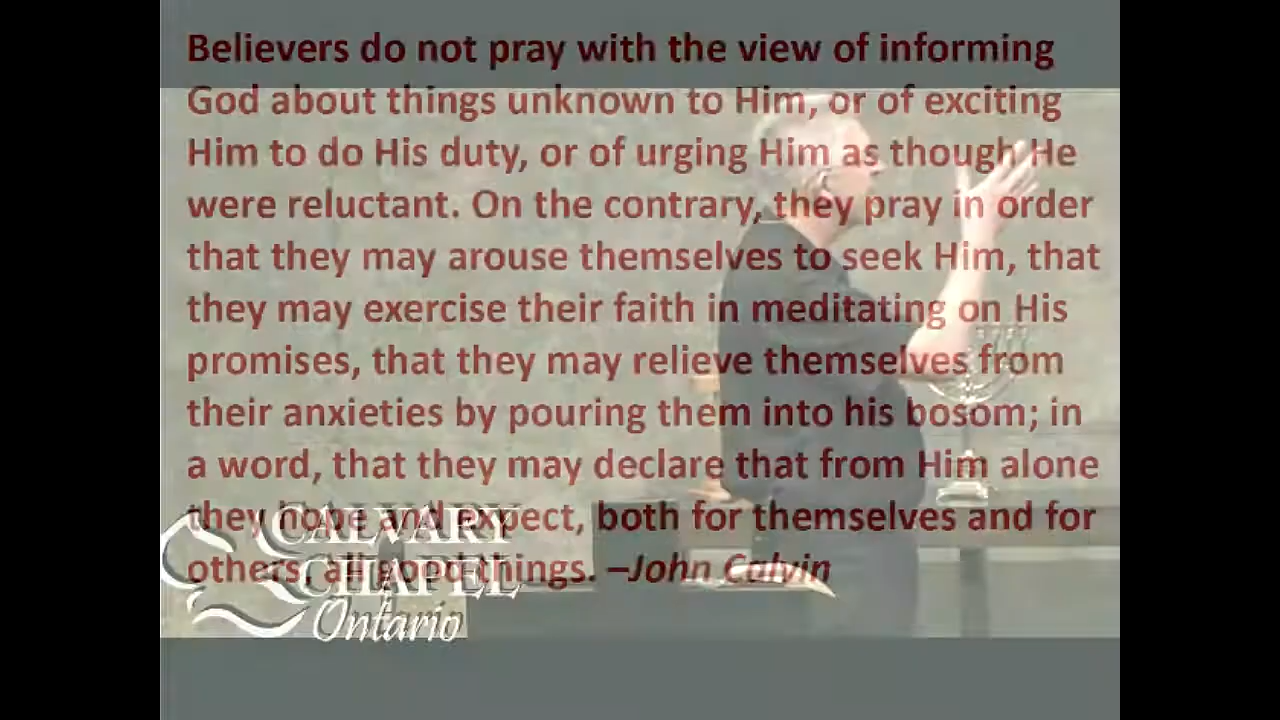 Believers do not pray with the view of informing
God about things unknown to Him, or of exciting
Him to do His duty, or of urging Him as though He
were reluctant. On the contrary, they pray in order
that they may arouse themselves to seek Him, that
they may exercise their faith in meditating on His
promises, that they may relieve themselves from
their anxieties by pouring them into his bosom; in
a word, that they may declare that from Him alone
they hope and expect, both for themselves and for
others, all good things. –John Calvin
CALVARY
CHAPEL
Ontario